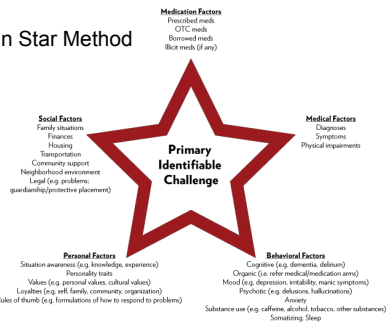 n Star Method
Medication Factors
Prescribed meds
OTC meds
Borrowed meds
Illicit meds (if any)
Social Factors
Family situations
Finances
Housing
Transportation
Community support
Neighborhood environment
Legal (e.g. problems;
guardianship/protective placement)
Medical Factors
Diagnoses
Symptoms
Physical impairments
Primary
Identifiable
Challenge
Personal Factors
Situation awareness (e.g. knowledge, experience)
Personality traits
Values (e.g. personal values, cultural values)
Loyalties (e.g. self, family, community, organization)
ules of thumb (e.g. formulations of how to respond to problems)
Behavioral Factors
Cognitive (e.g. dementia, delirium)
Organic (i.e. refer medical/medication arms)
Mood (e.g. depression, irritability, manic symptoms)
Psychotic (e.g. delusions, hallucinations)
Anxiety
Substance use (e.g. caffeine, alcohol, tobacco, other substances)
Somatizing; Sleep